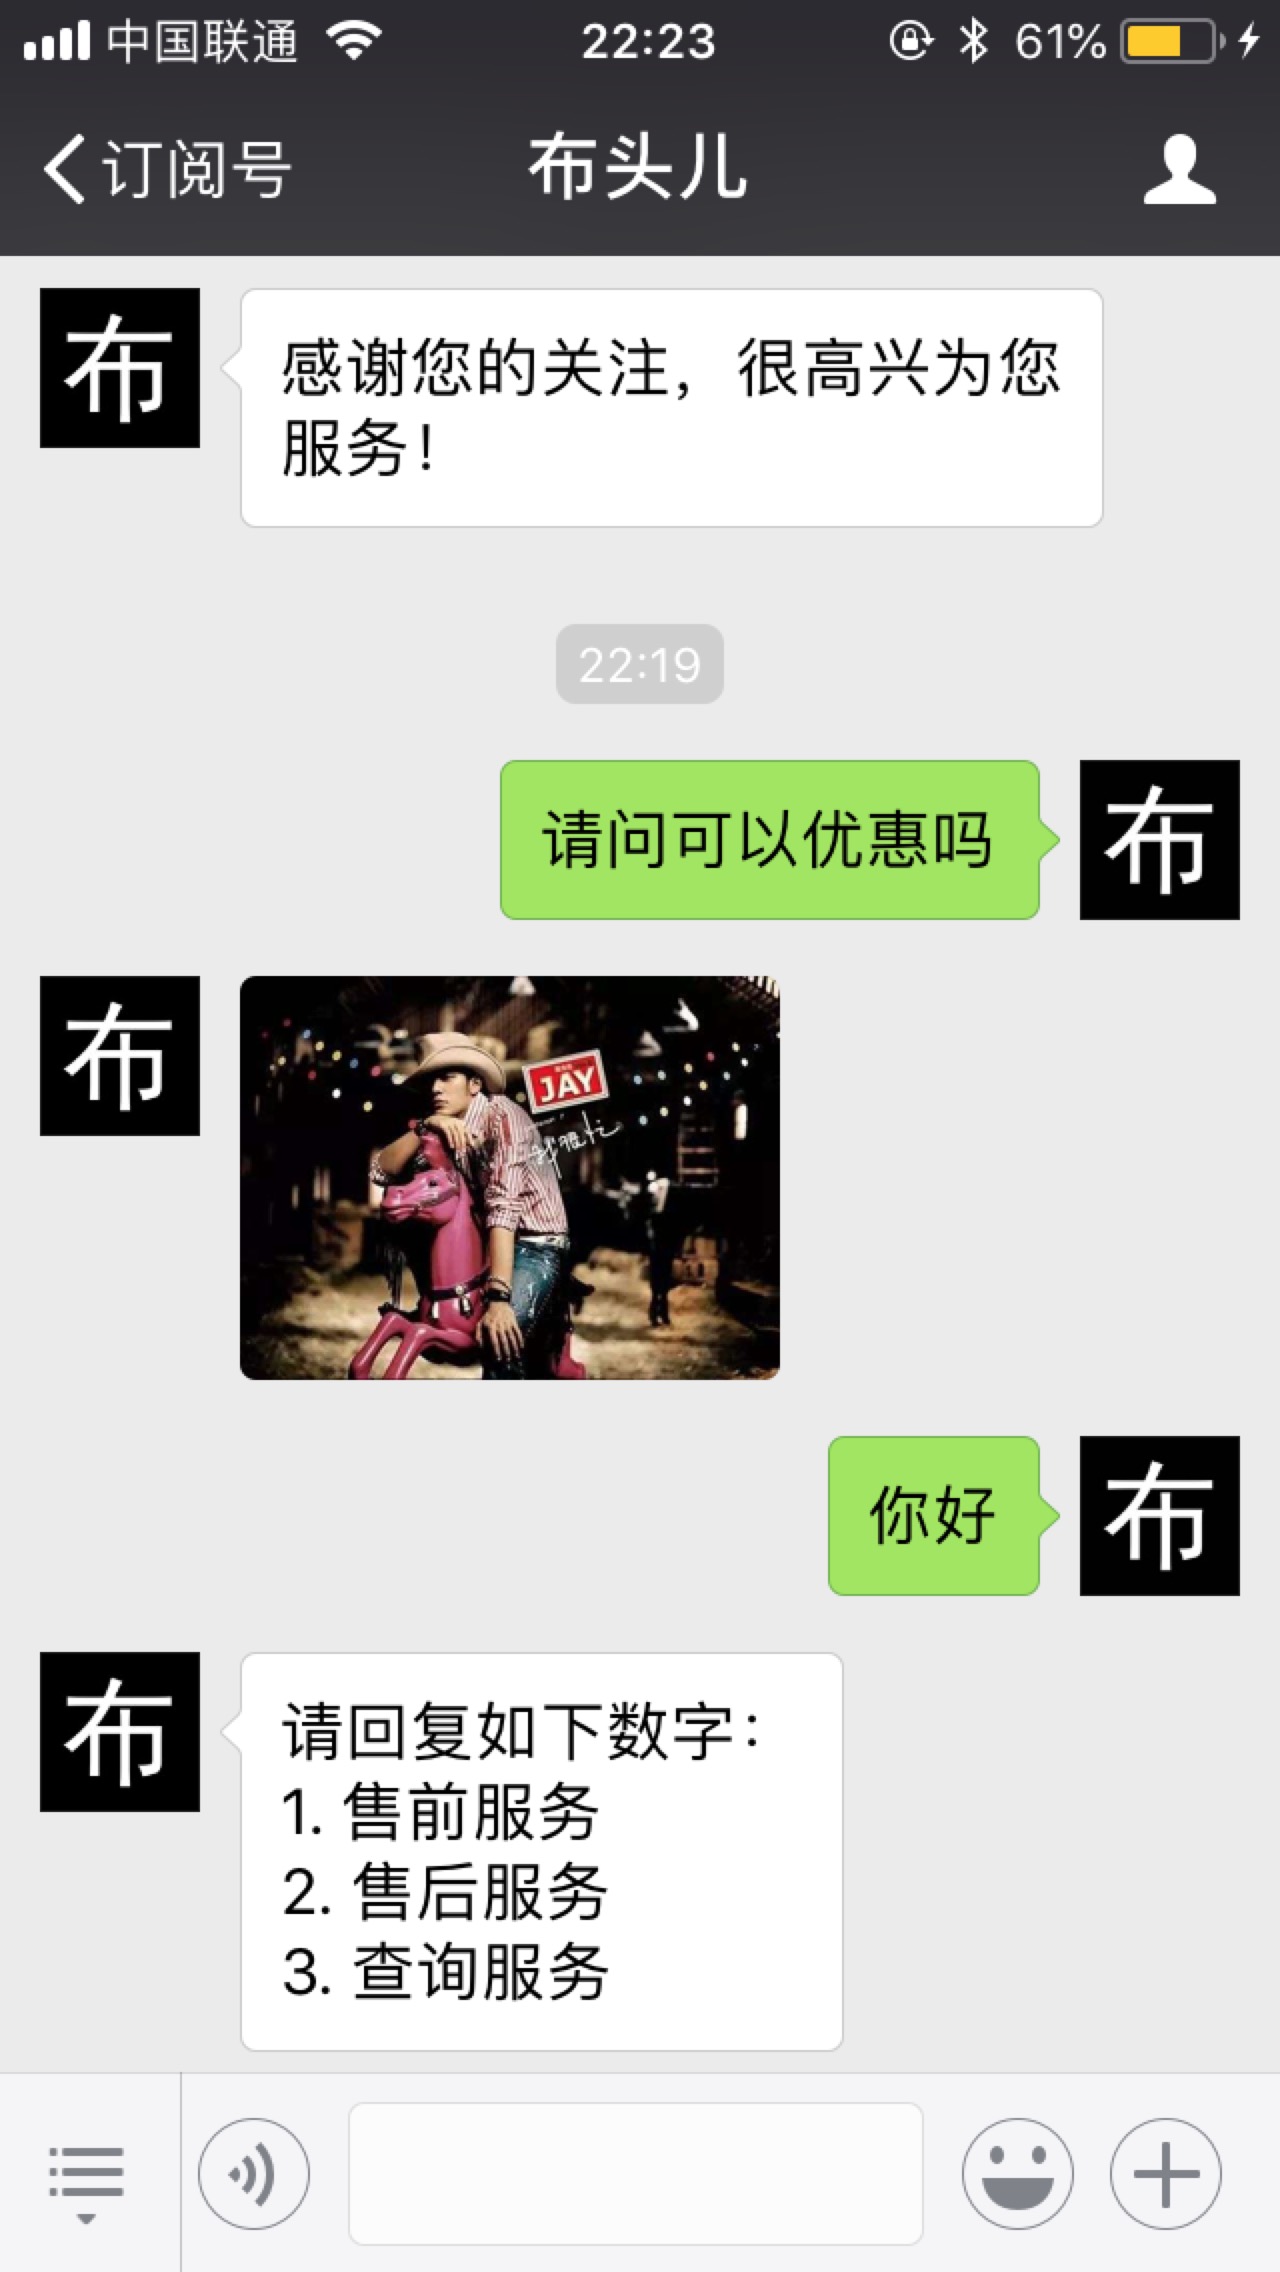 中国联通
22:23
61%
订阅号
布头儿
布
感谢您的关注，很高兴为您
服务！
22:19
请问可以优惠吗
布
布
JAY
我很忙
你好
布
布
请回复如下数字：
1. 售前服务
2. 售后服务
3. 查询服务